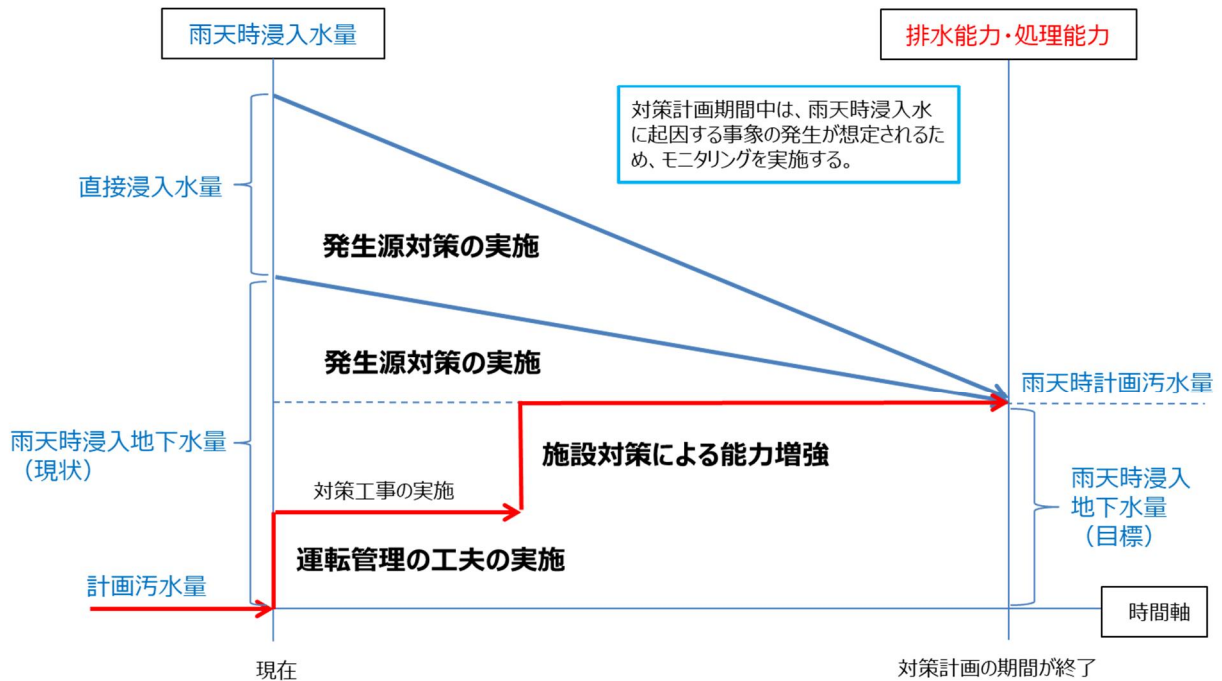 雨天時浸入水量
排水能力・処理能力
対策計画期間中は、雨天時浸入水
に起因する事象の発生が想定されるた
め、モニタリングを実施する。
直接浸入水量
発生源対策の実施
発生源対策の実施
雨天時計画汚水量
雨天時浸入地下水量
（現状）
施設対策による能力増強
対策工事の実施
雨天時浸入
地下水量
（目標）
運転管理の工夫の実施
計画汚水量
時間軸
現在
対策計画の期間が終了